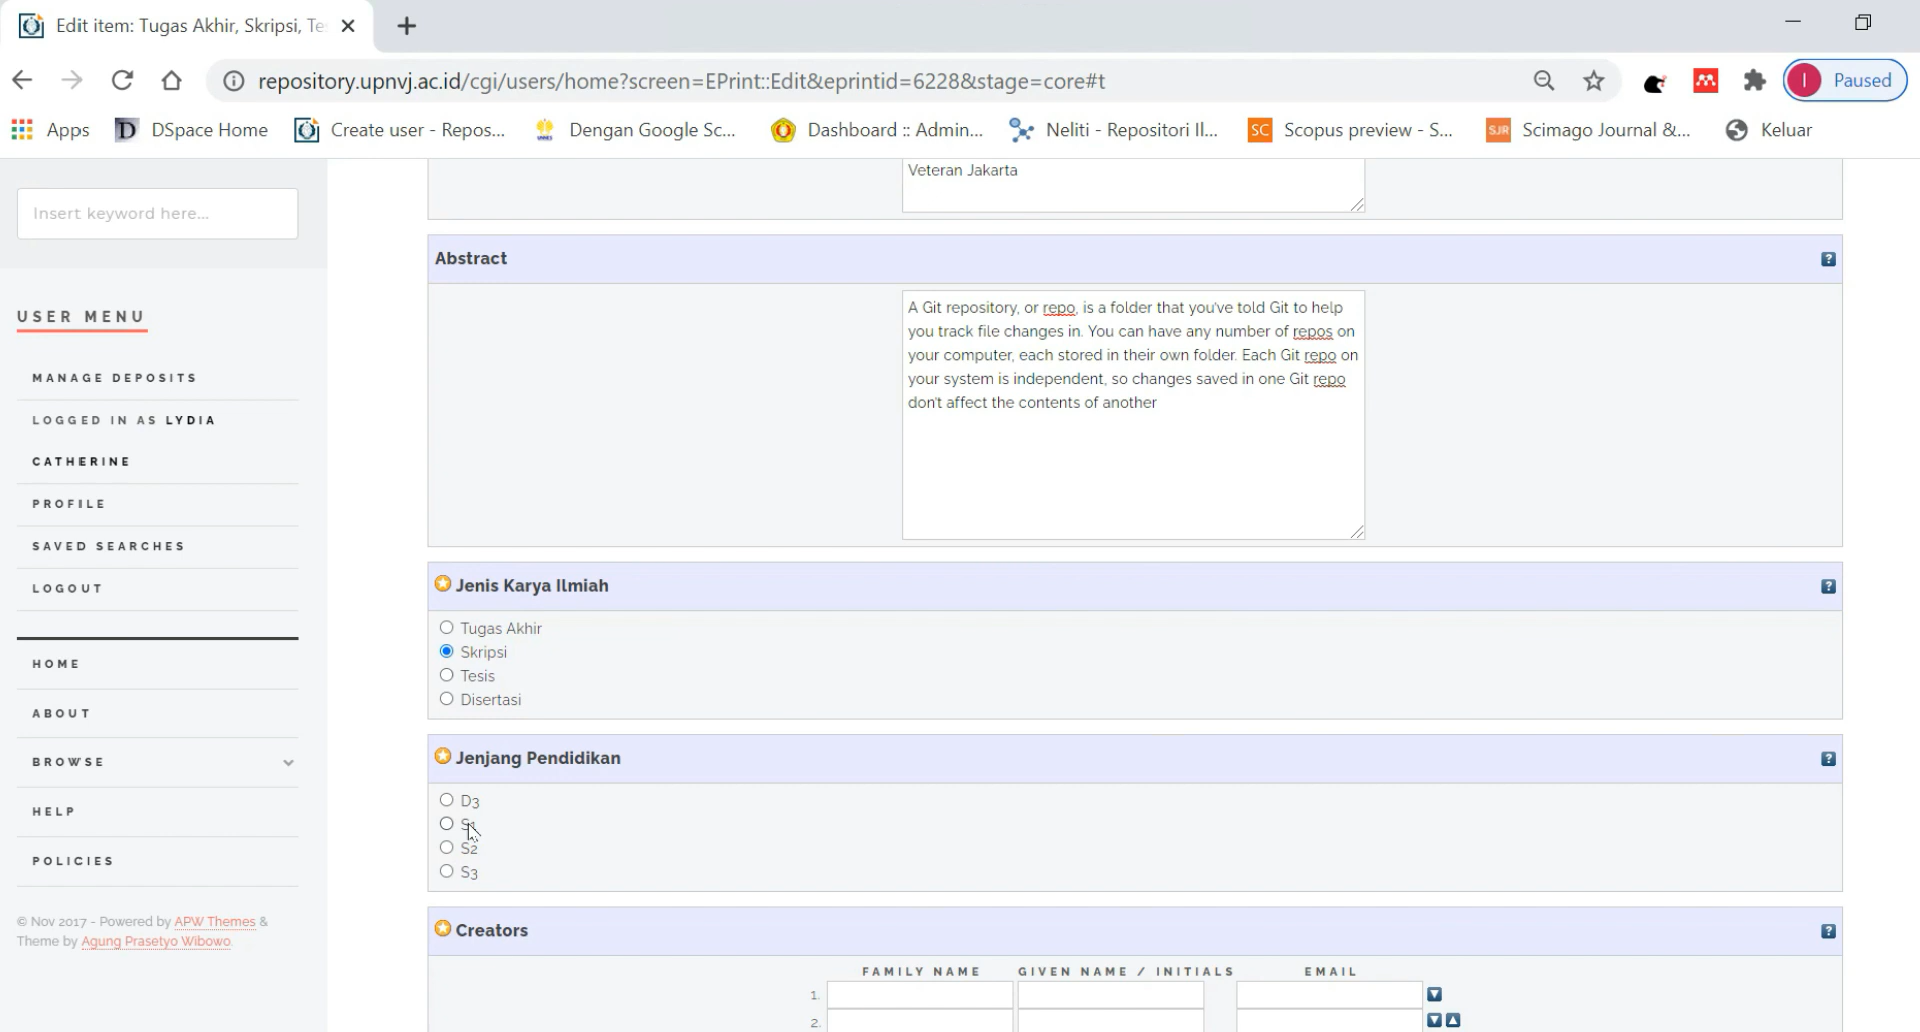 Edit item: Tugas Akhir, Skripsi, Te
repository.upnvj.ac.id/cgi/users/home?screen=EPrint::Edit&eprintid=6228&stage=core#t
I Paused
Apps
D DSpace Home
Create user - Repos...
Dengan Google Sc...
Dashboard :: Admin...
Neliti - Repositori Il...
SC Scopus preview - S...
SJR Scimago Journal &...
Keluar
Insert keyword here...
USER MENU
MANAGE DEPOSITS
LOGGED IN AS LYDIA
CATHERINE
PROFILE
SAVED SEARCHES
LOGOUT
HOME
ABOUT
BROWSE
HELP
POLICIES
© Nov 2017 - Powered by APW Themes &
Theme by Agung Prasetyo Wibowo.
Veteran Jakarta
Abstract
?
A Git repository, or repo, is a folder that you've told Git to help
you track file changes in. You can have any number of repos on
your computer, each stored in their own folder. Each Git repo on
your system is independent, so changes saved in one Git repo
don't affect the contents of another
Jenis Karya Ilmiah
?
Tugas Akhir
Skripsi
Tesis
Disertasi
Jenjang Pendidikan
?
D3
S1
S2
S3
Creators
?
FAMILY NAME GIVEN NAME / INITIALS EMAIL
1.
2.